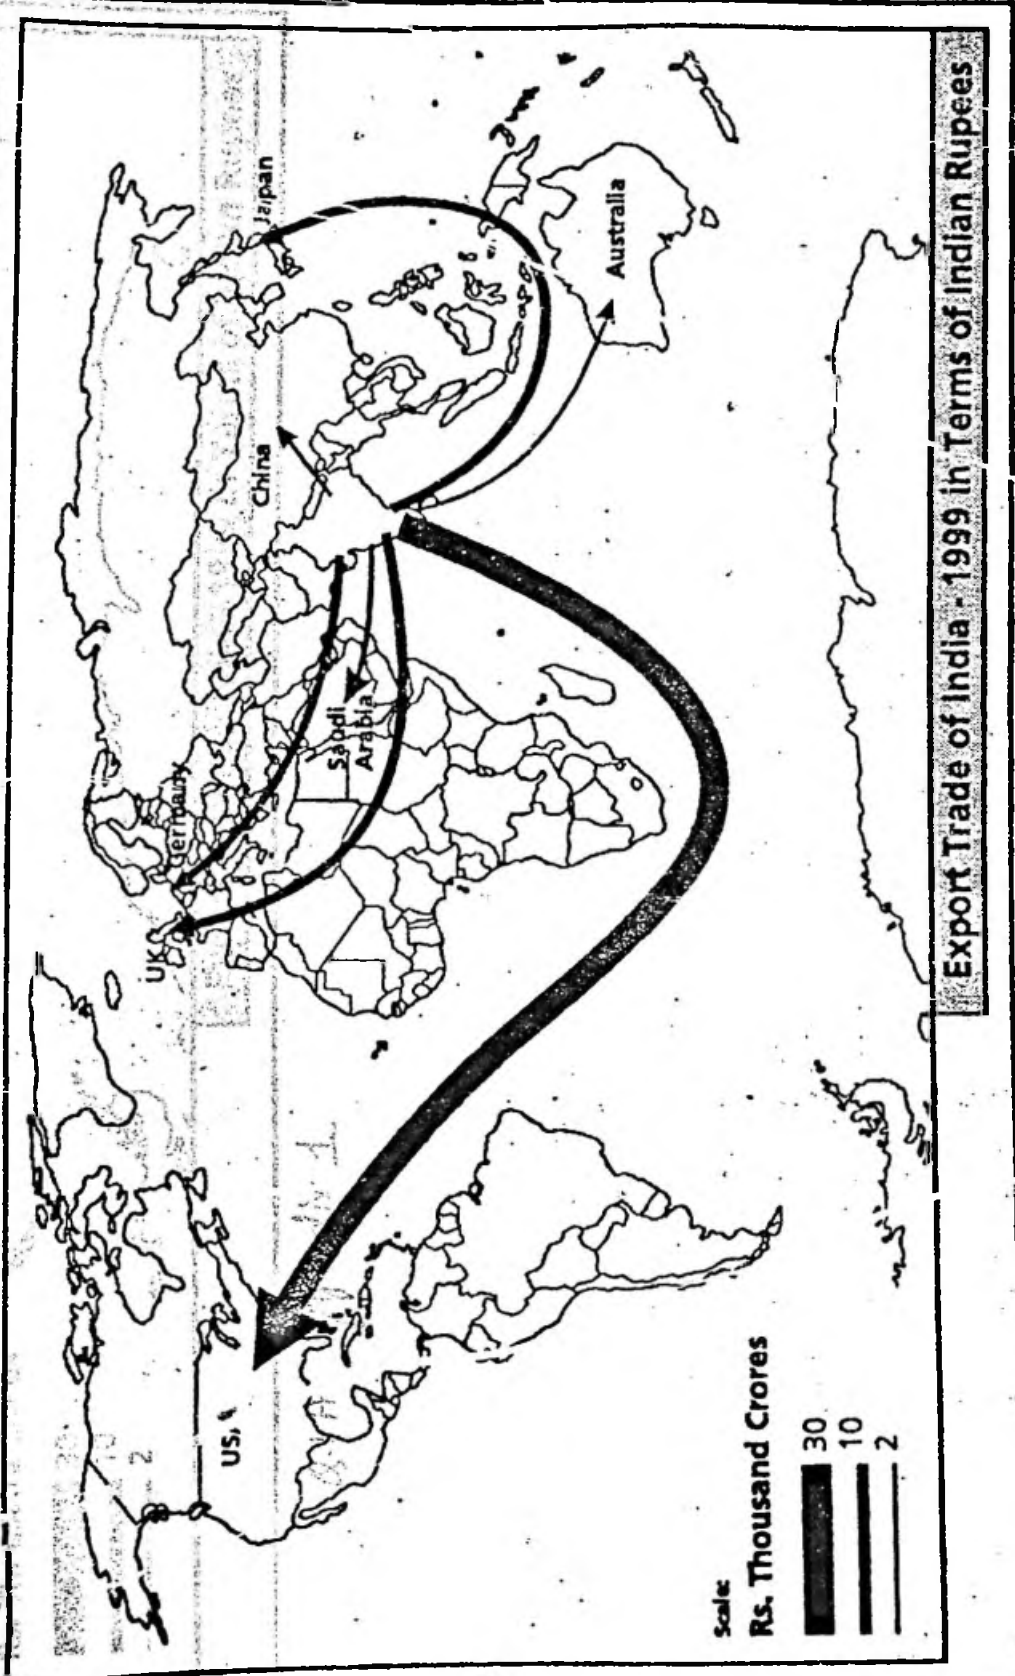 Japan
China
Australia
Germany
UK
Saudi
Arabia
US,
Scale:
Rs. Thousand Crores
30
10
2
Export Trade of India - 1999 in Terms of Indian Rupees